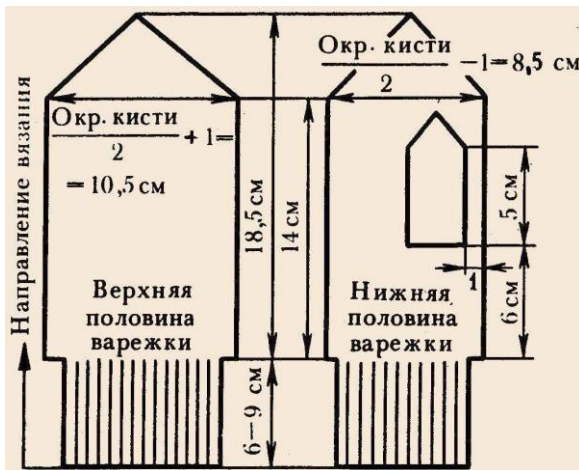 Направление вязания
Окр. кисти
2
+ 1 =
= 10,5 см
Верхняя
половина
варежки
18,5 см
14 см
6–9 см
Окр. кисти
2
– 1 = 8,5 см
5 см
1
6 см
Нижняя
половина
варежки